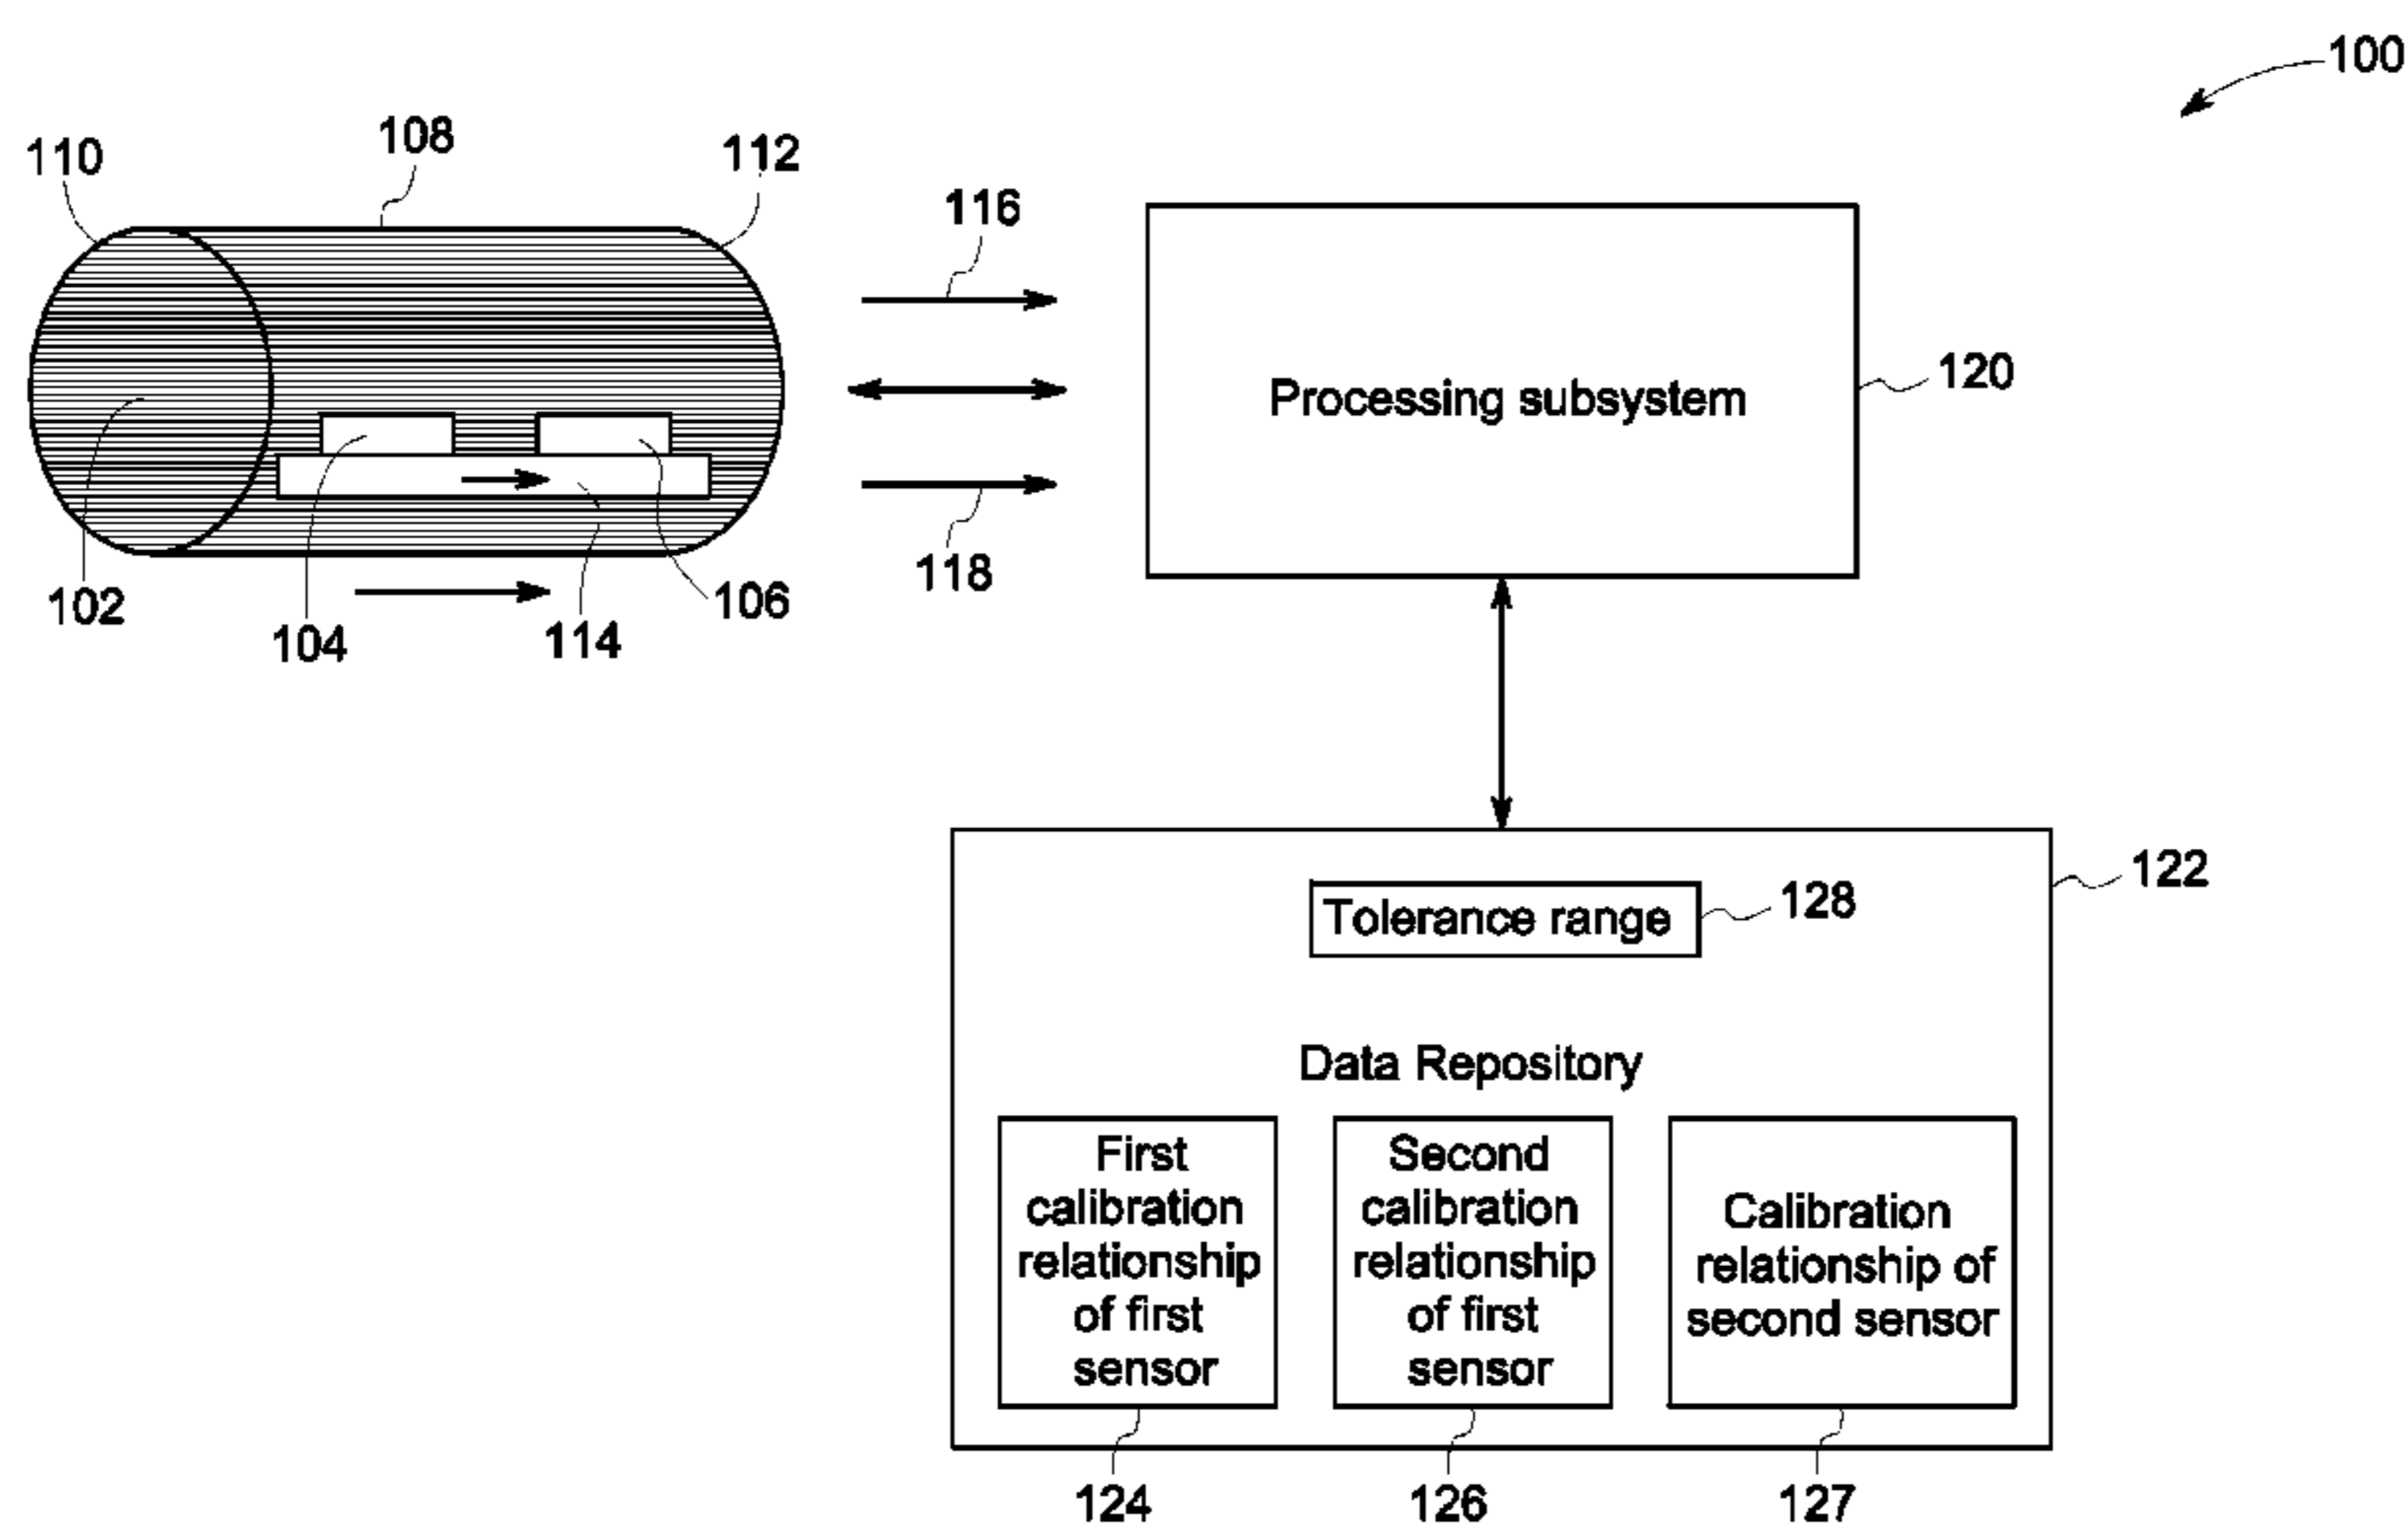 100
108
110
112
116
120
Processing subsystem
118
102
104
114
106
122
Tolerance range
128
Data Repository
First
calibration
relationship
of first
sensor
Second
calibration
relationship
of first
sensor
Calibration
relationship of
second sensor
124
126
127